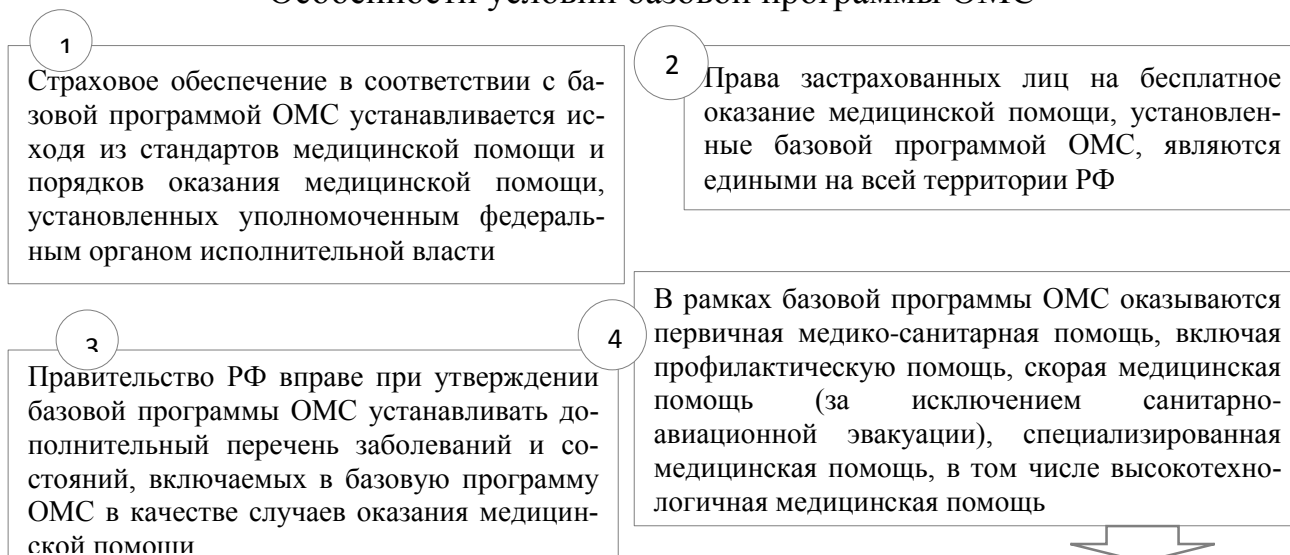 Особенности условий базовой программы ОМС
1
Страховое обеспечение в соответствии с ба-
зовой программой ОМС устанавливается ис-
ходя из стандартов медицинской помощи и
порядков оказания медицинской помощи,
установленных уполномоченным федераль-
ным органом исполнительной власти
2
Права застрахованных лиц на бесплатное
оказание медицинской помощи, установлен-
ные базовой программой ОМС, являются
едиными на всей территории РФ
3
Правительство РФ вправе при утверждении
базовой программы ОМС устанавливать до-
полнительный перечень заболеваний и со-
стояний, включаемых в базовую программу
ОМС в качестве случаев оказания медицин-
ской помощи
4
В рамках базовой программы ОМС оказываются
первичная медико-санитарная помощь, включая
профилактическую помощь, скорая медицинская
помощь (за исключением санитарно-
авиационной эвакуации), специализированная
медицинская помощь, в том числе высокотехно-
логичная медицинская помощь